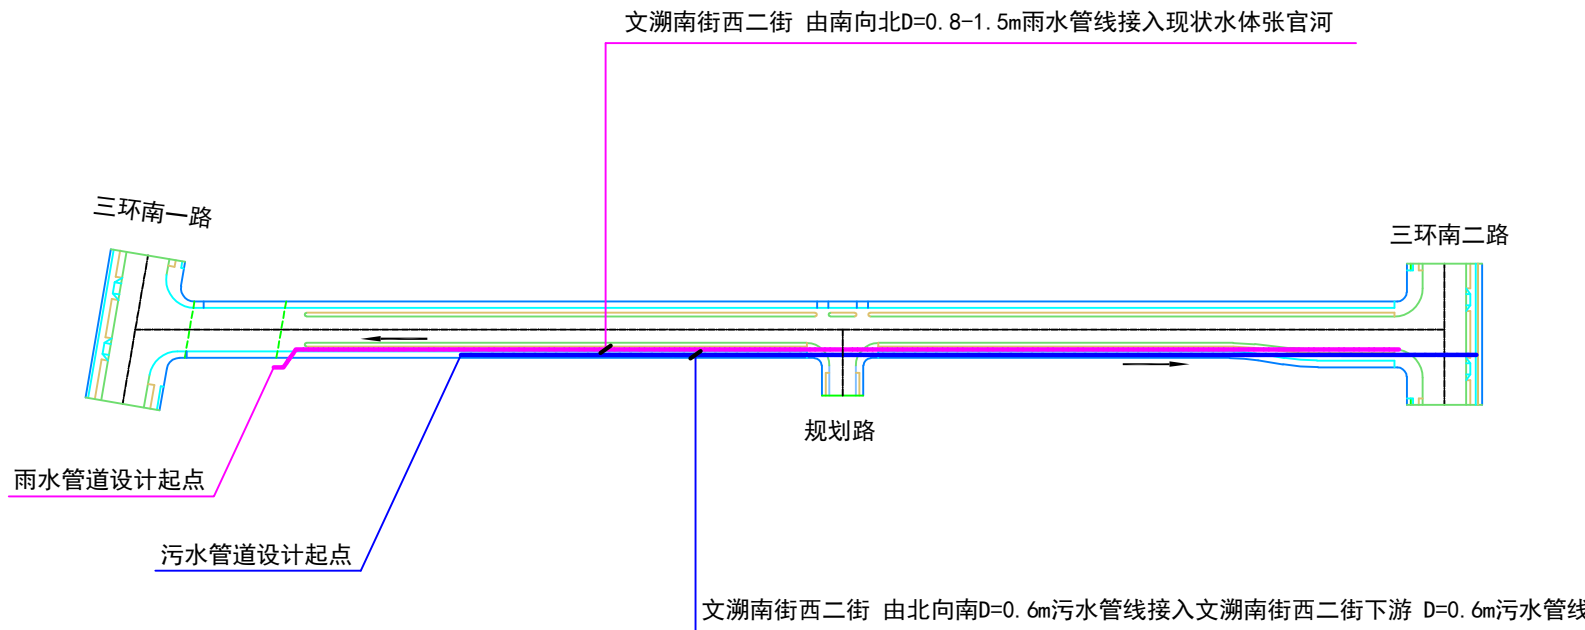 文溯南街西二街 由南向北D=0.8-1.5m雨水管线接入现状水体张官河
三环南一路
三环南二路
规划路
雨水管道设计起点
污水管道设计起点
文溯南街西二街 由北向南D=0.6m污水管线接入文溯南街西二街下游 D=0.6m污水管线